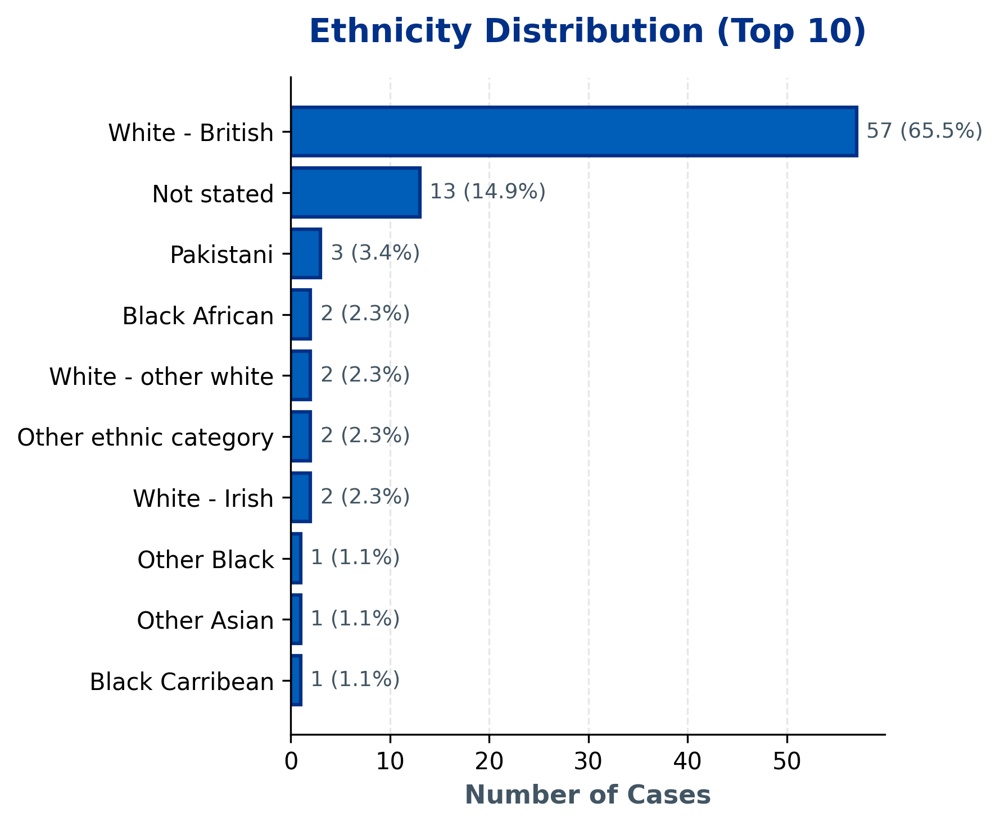 Ethnicity Distribution (Top 10)
White - British 57 (65.5%)
Not stated 13 (14.9%)
Pakistani 3 (3.4%)
Black African 2 (2.3%)
White - other white 2 (2.3%)
Other ethnic category 2 (2.3%)
White - Irish 2 (2.3%)
Other Black 1 (1.1%)
Other Asian 1 (1.1%)
Black Carribean 1 (1.1%)
0 10 20 30 40 50
Number of Cases